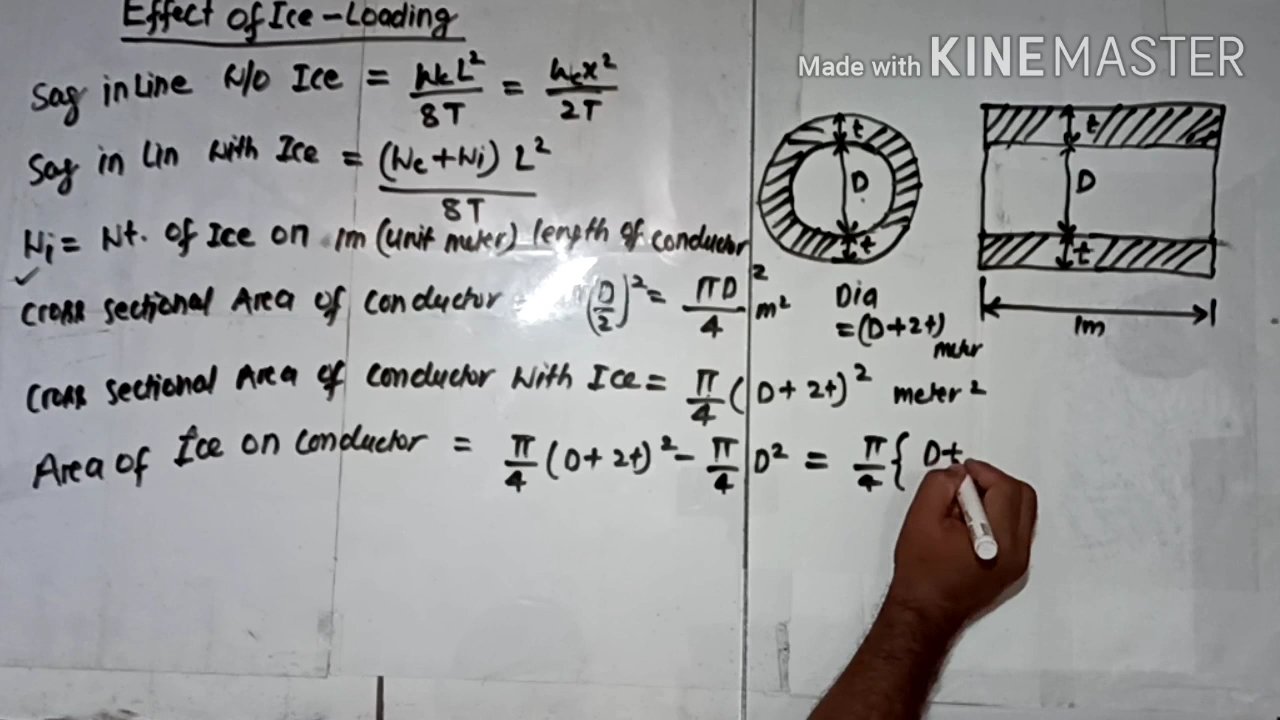 Effect of Ice-Loading
Made with KINEMASTER
Sag in Line W/o Ice = WcL²/8T = Wcx²/2T
Sag in Lin with Ice = (Wc+Wi) L²/8T
Wi = Wt. of Ice on 1m (unit meter) length of conductor
Cross sectional Area of conductor = (D/2)² = πD²/4 m²
Cross sectional Area of conductor With Ice = π/4 (D+2t)² meter²
Area of Ice on conductor = π/4 (D+2t)² - π/4 D² = π/4 { D+
t
D
t
Dia
= (D+2t)
meter
t
D
t
1m